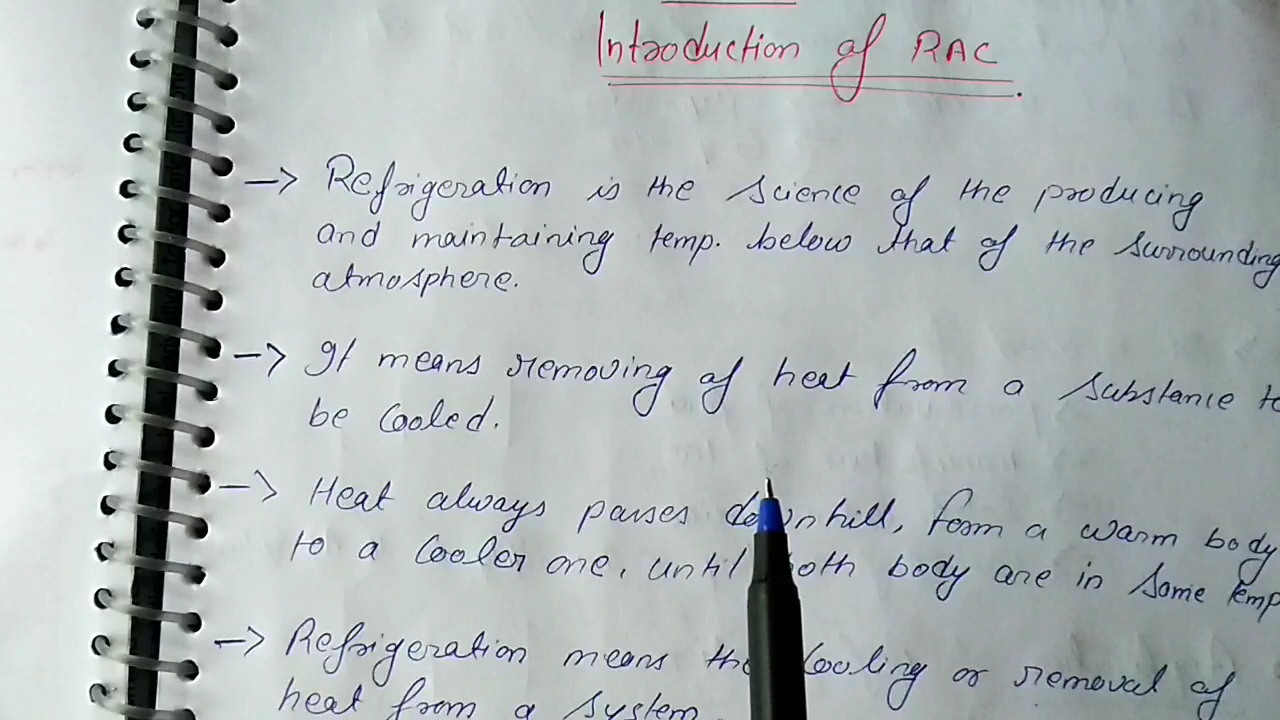 Introduction of RAC
→ Refrigeration is the science of the producing
and maintaining temp. below that of the surrounding
atmosphere.
→ It means removing of heat from a substance to
be cooled.
→ Heat always passes downhill, form a warm body
to a cooler one, until both body are in same temp
→ Refrigeration means the cooling or removal of
heat from a system.